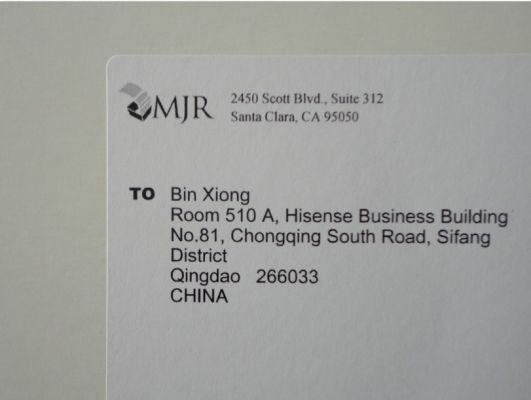 MJR
2450 Scott Blvd., Suite 312
Santa Clara, CA 95050
TO Bin Xiong
Room 510 A, Hisense Business Building
No.81, Chongqing South Road, Sifang
District
Qingdao 266033
CHINA